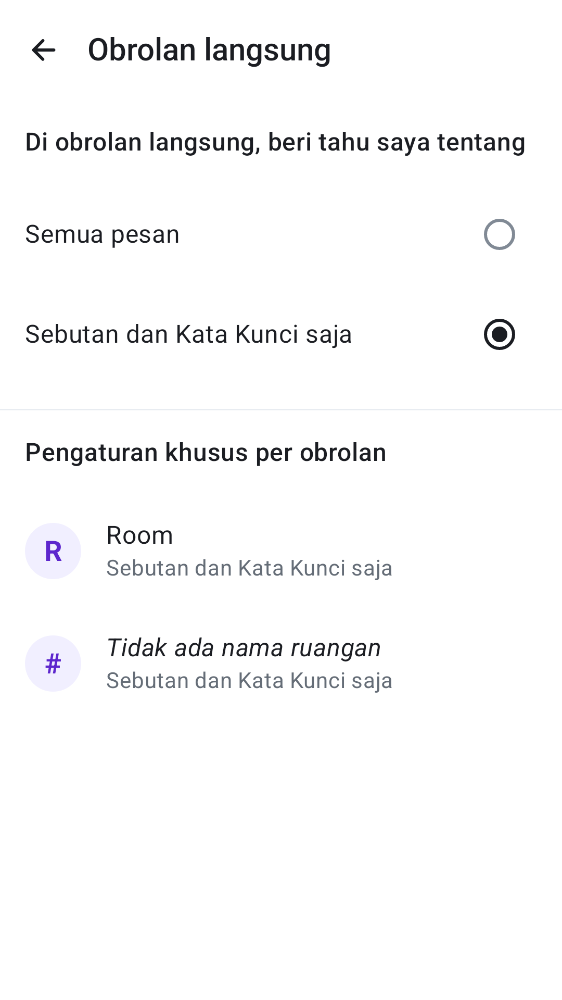 Obrolan langsung
Di obrolan langsung, beri tahu saya tentang
Semua pesan
Sebutan dan Kata Kunci saja
Pengaturan khusus per obrolan
R
Room
Sebutan dan Kata Kunci saja
#
Tidak ada nama ruangan
Sebutan dan Kata Kunci saja